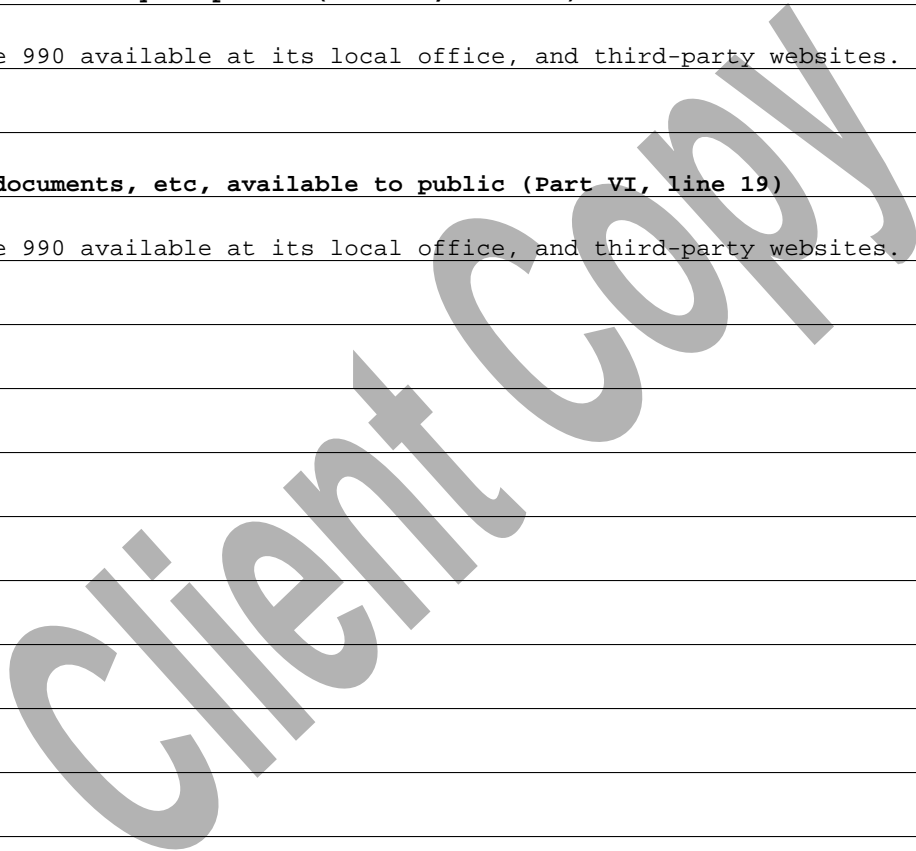 e 990 available at its local office, and third-party websites.
documents, etc, available to public (Part VI, line 19)
e 990 available at its local office, and third-party websites.
Client Copy